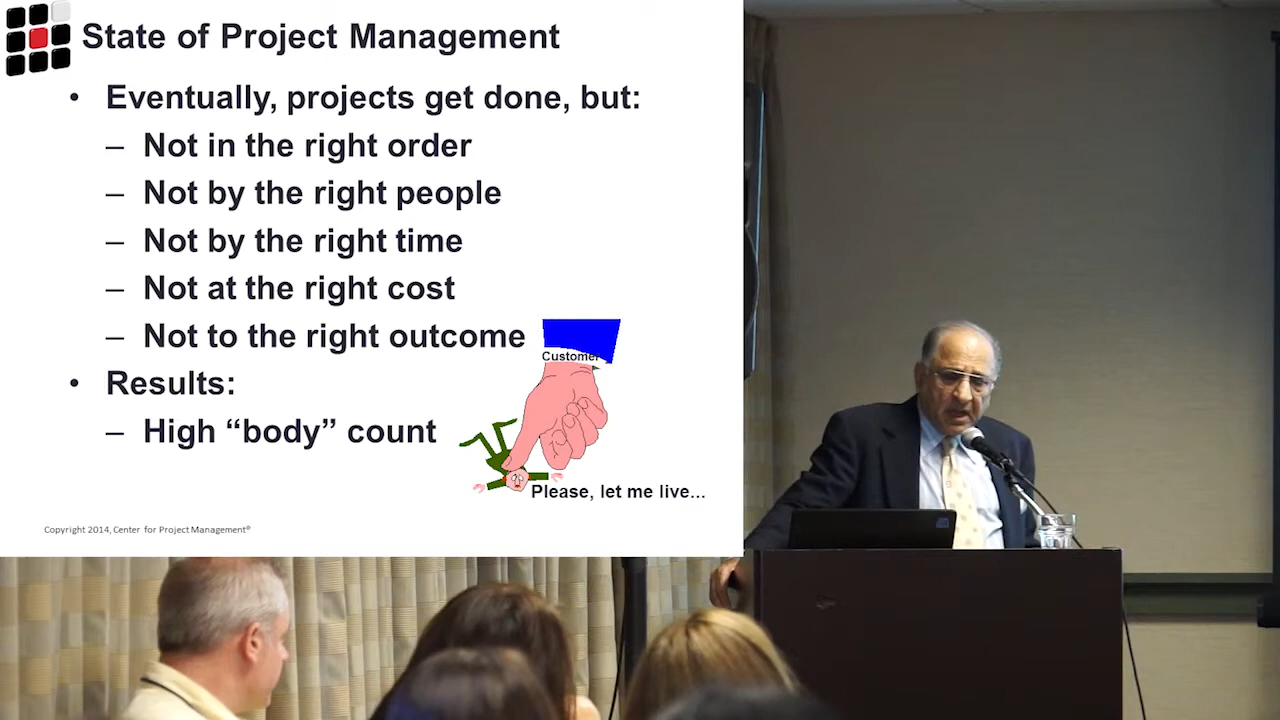 State of Project Management
• Eventually, projects get done, but:
– Not in the right order
– Not by the right people
– Not by the right time
– Not at the right cost
– Not to the right outcome
Customer
• Results:
– High “body” count
Please, let me live...
Copyright 2014, Center for Project Management®